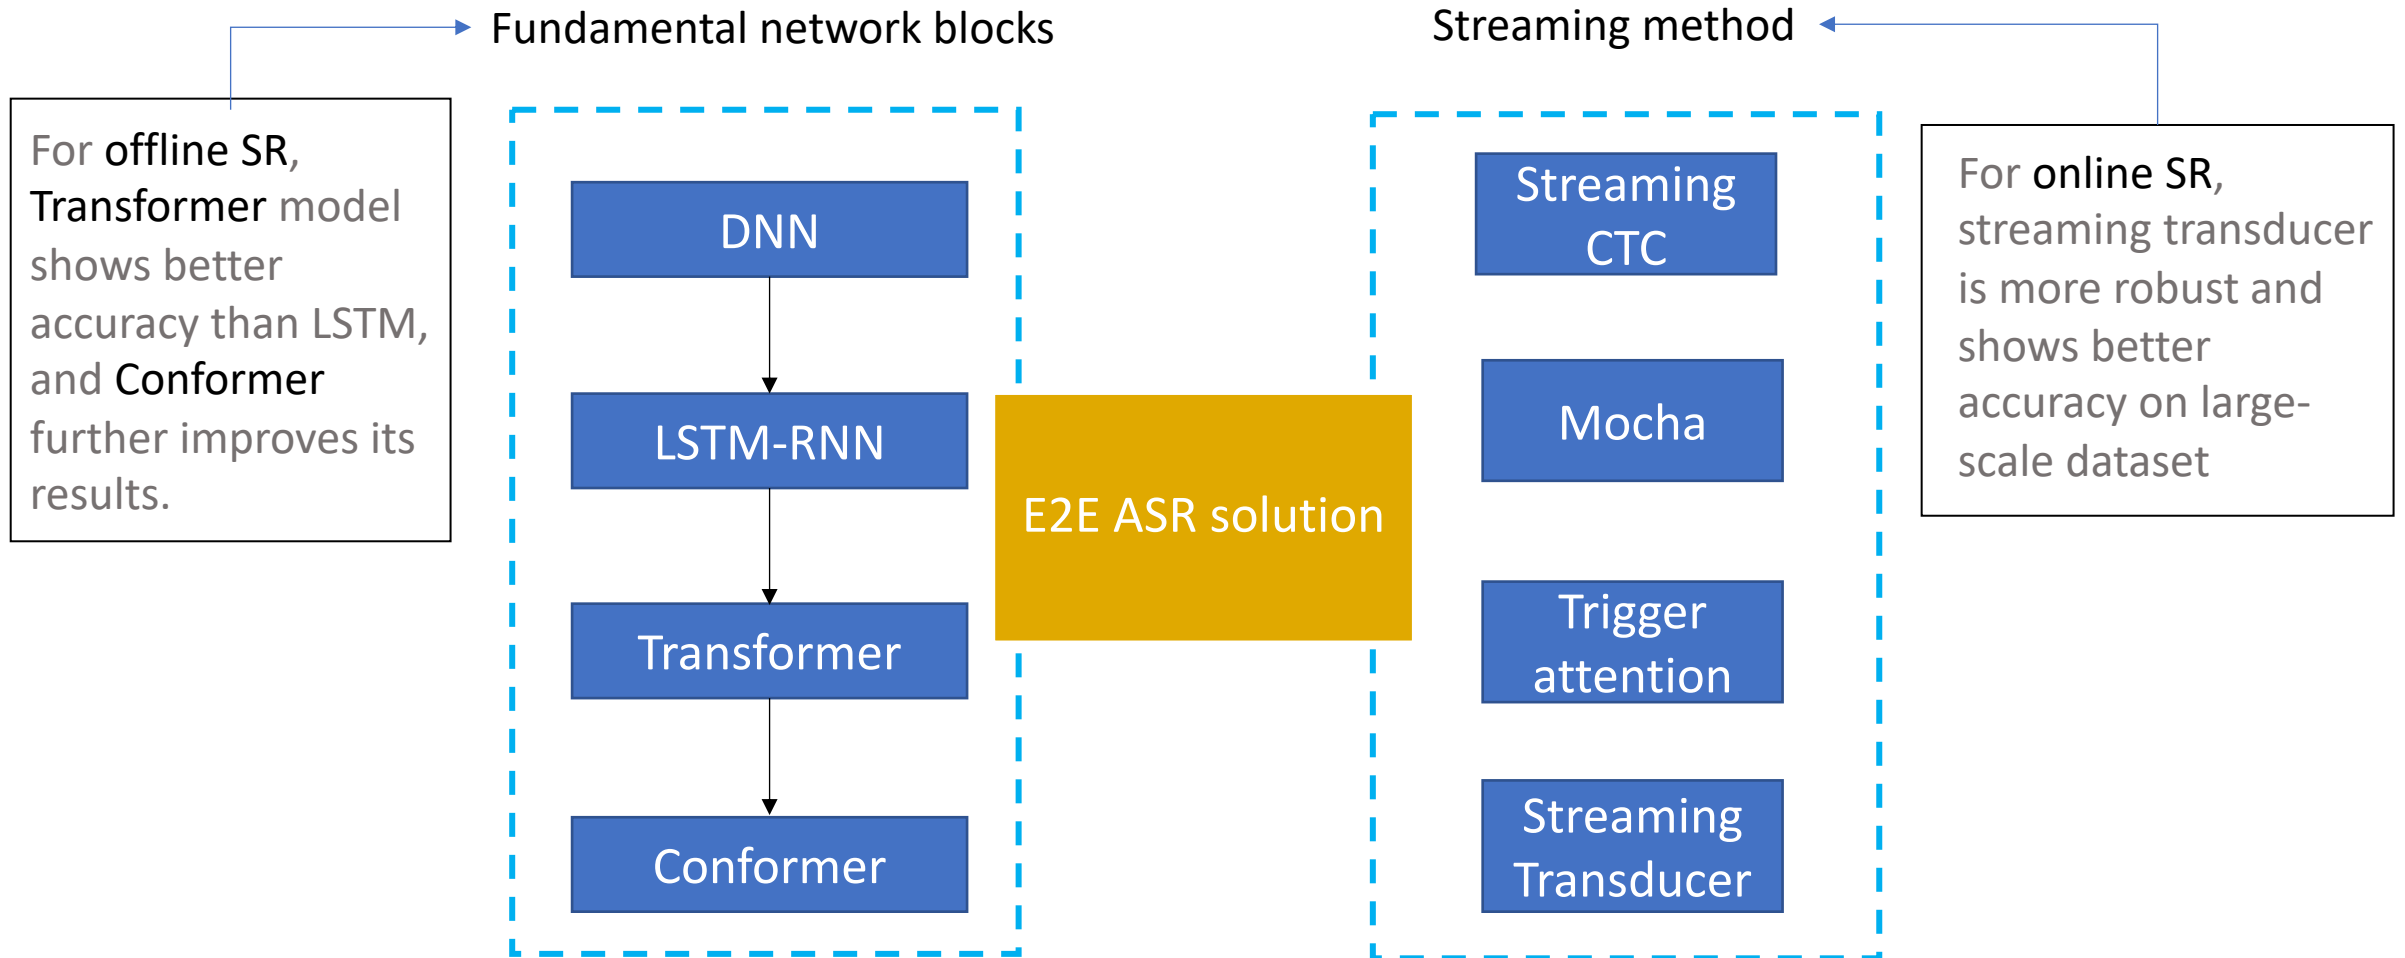 Fundamental network blocks
Streaming method
For offline SR,
Transformer model
shows better
accuracy than LSTM,
and Conformer
further improves its
results.
DNN
LSTM-RNN
Transformer
Conformer
E2E ASR solution
Streaming
CTC
Mocha
Trigger
attention
Streaming
Transducer
For online SR,
streaming transducer
is more robust and
shows better
accuracy on large-
scale dataset